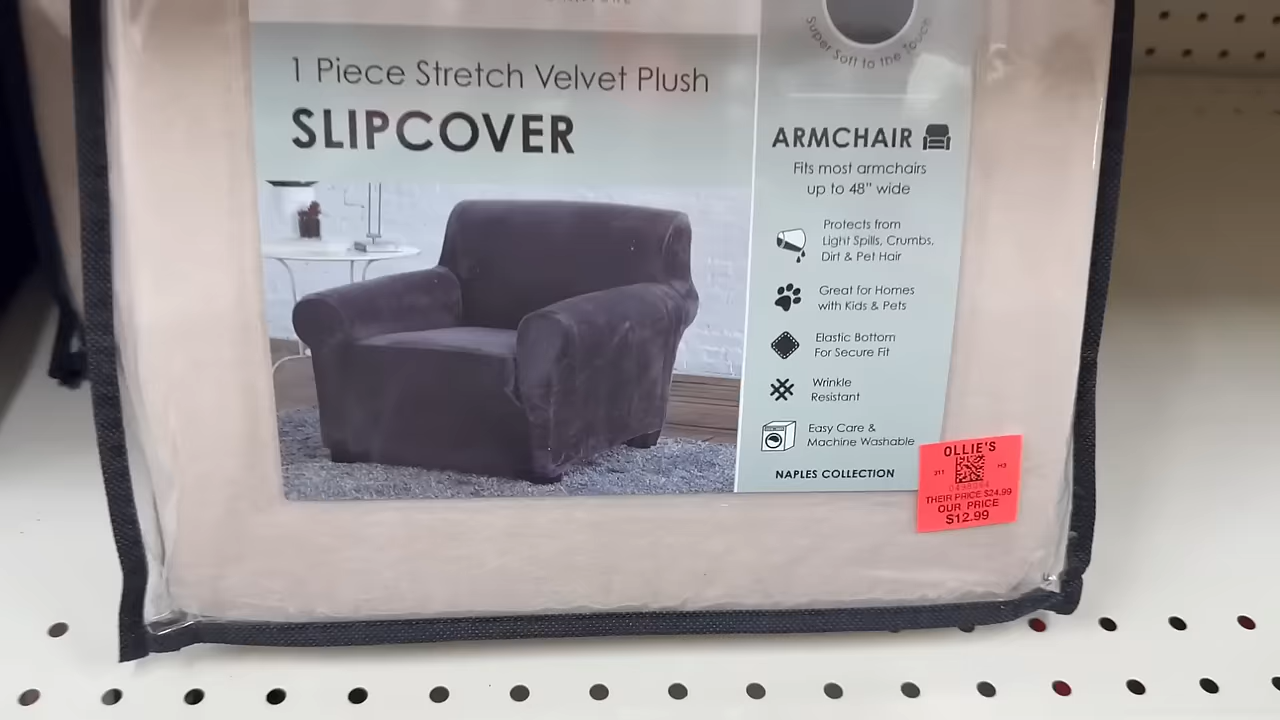 Super Soft to the Touch
1 Piece Stretch Velvet Plush
SLIPCOVER
ARMCHAIR
Fits most armchairs
up to 48" wide
Protects from
Light Spills, Crumbs,
Dirt & Pet Hair
Great for Homes
with Kids & Pets
Elastic Bottom
For Secure Fit
Wrinkle
Resistant
Easy Care &
Machine Washable
NAPLES COLLECTION
OLLIE'S
311
H3
THEIR PRICE $24.99
OUR PRICE
$12.99